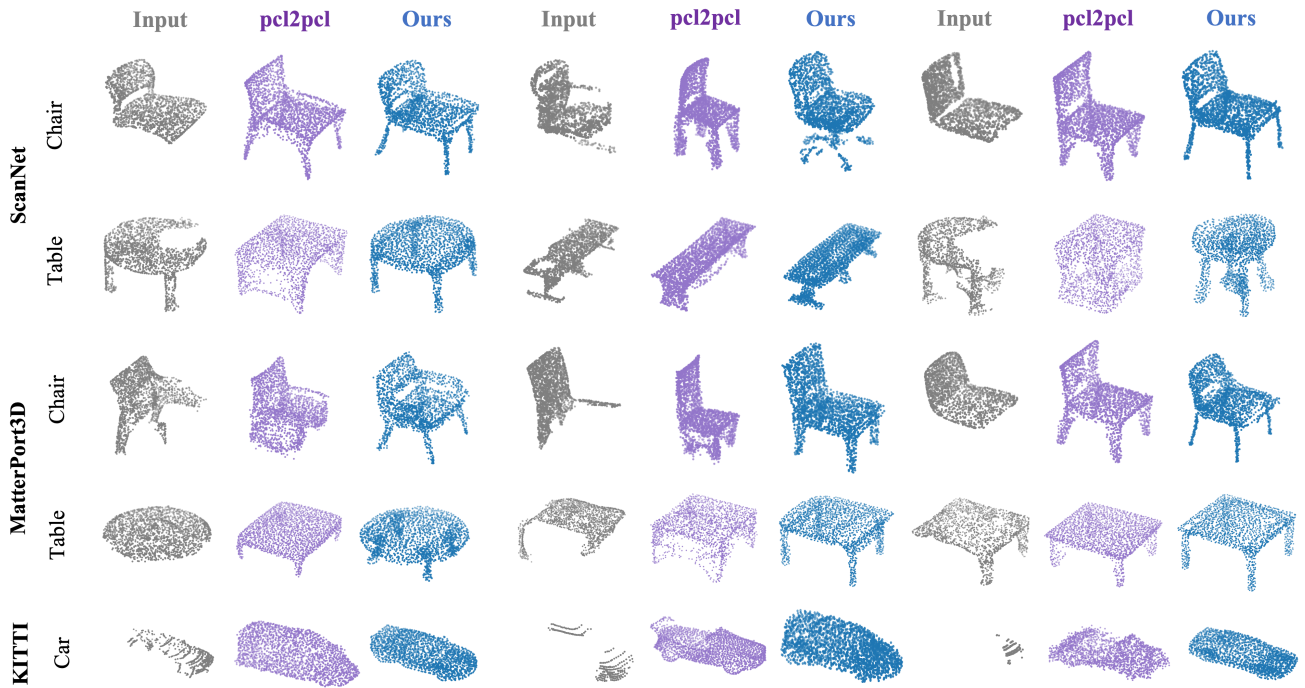 Input pcl2pcl Ours Input pcl2pcl Ours Input pcl2pcl Ours
ScanNet
Chair
Table
MatterPort3D
Chair
Table
KITTI
Car